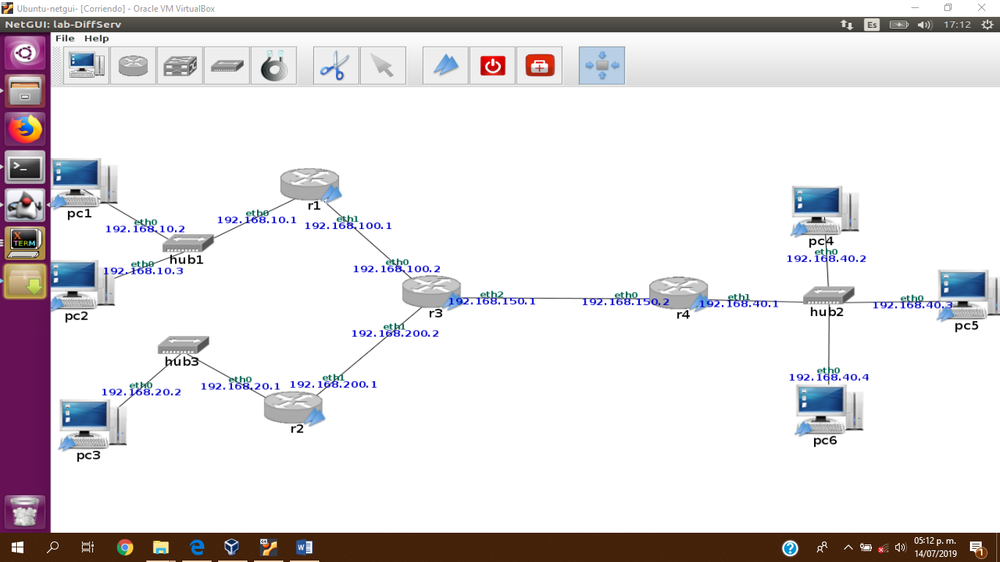 Ubuntu-netgui- [Corriendo] - Oracle VM VirtualBox
NetGUI: lab-DiffServ
Es
17:12
File Help
pc1
eth0
192.168.10.2
eth0
192.168.10.1
r1
eth1
192.168.100.1
hub1
pc2
eth0
192.168.10.3
eth0
192.168.100.2
r3
eth2
192.168.150.1
eth0
192.168.150.2
r4
eth1
192.168.40.1
pc4
eth0
192.168.40.2
hub2
eth0
192.168.40.3
pc5
eth1
192.168.200.2
hub3
eth0
192.168.20.2
eth0
192.168.20.1
eth1
192.168.200.1
r2
pc3
eth0
192.168.40.4
pc6
X
TERM
64
W
05:12 p. m.
14/07/2019
1